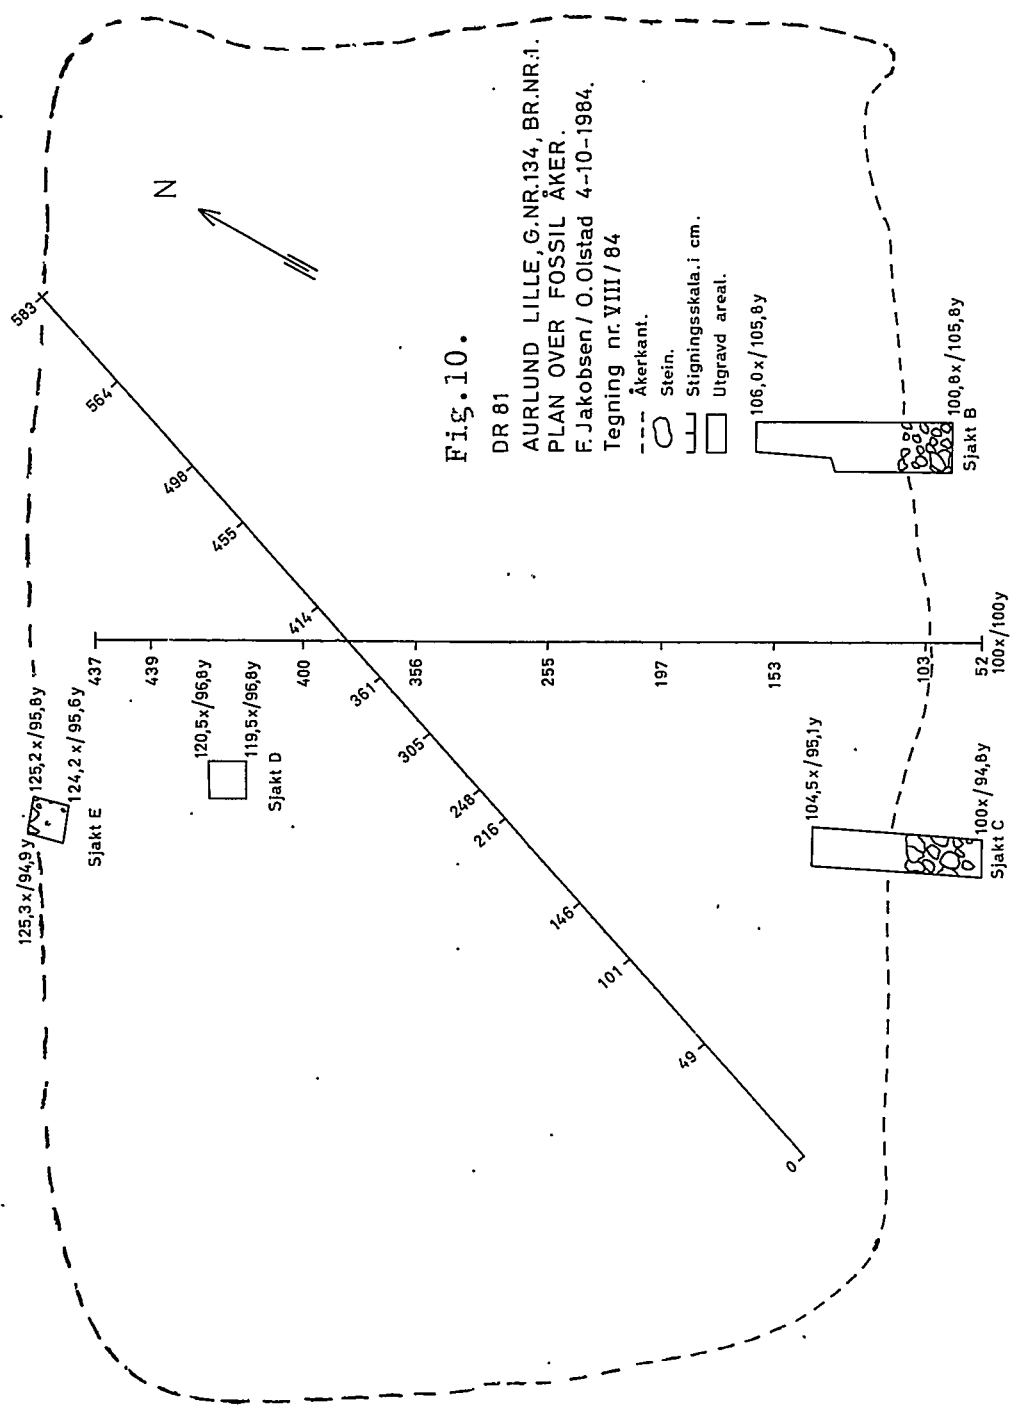 Fig.10.
DR 81
AURLUND LILLE, G.NR.134, BR.NR.1.
PLAN OVER FOSSIL ÅKER.
F. Jakobsen / O. Olstad 4-10-1984.
Tegning nr. VIII / 84
Åkerkant.
Stein.
Stigningsskala.i cm.
Utgravd areal.
N
583
564
498
455
414
361
305
248
216
146
101
49
0
437
439
400
356
255
197
153
103
52
100x/100y
125,3x/94,9y
125,2x/95,8y
124,2x/95,6y
Sjakt E
120,5x/96,8y
119,5x/96,8y
Sjakt D
106,0x/105,8y
100,8x/105,8y
Sjakt B
104,5x/95,1y
100x/94,8y
Sjakt C